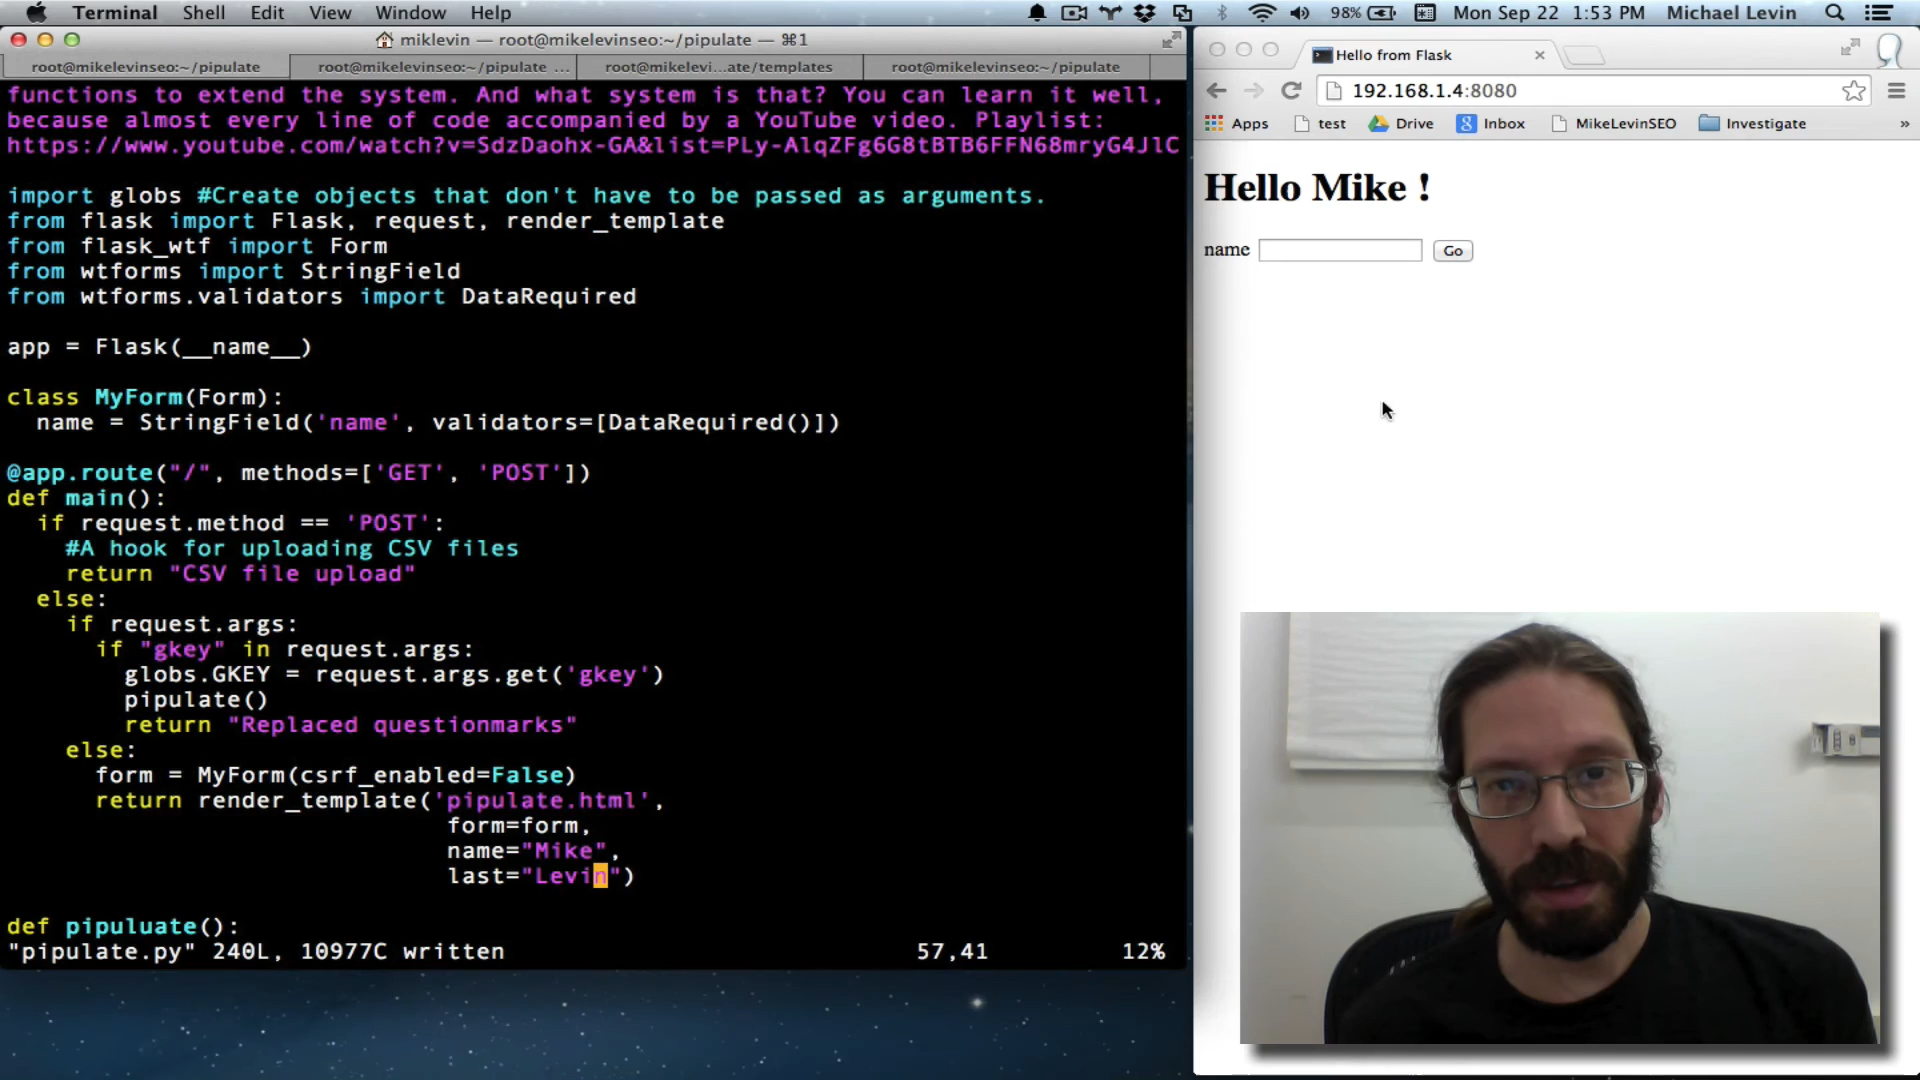 Terminal Shell Edit View Window Help
98% Mon Sep 22 1:53 PM Michael Levin
miklevin — root@mikelevinseo:~/pipulate — ⌘1
root@mikelevinseo:~/pipulate root@mikelevinseo:~/pipulate ... root@mikelevi...ate/templates root@mikelevinseo:~/pipulate
functions to extend the system. And what system is that? You can learn it well,
because almost every line of code accompanied by a YouTube video. Playlist:
https://www.youtube.com/watch?v=SdzDaohx-GA&list=PLy-AlqZFg6G8tBTB6FFN68mryG4JlC
import globs #Create objects that don't have to be passed as arguments.
from flask import Flask, request, render_template
from flask_wtf import Form
from wtforms import StringField
from wtforms.validators import DataRequired
app = Flask(__name__)
class MyForm(Form):
  name = StringField('name', validators=[DataRequired()])
@app.route("/", methods=['GET', 'POST'])
def main():
  if request.method == 'POST':
    #A hook for uploading CSV files
    return "CSV file upload"
  else:
    if request.args:
      if "gkey" in request.args:
        globs.GKEY = request.args.get('gkey')
        pipulate()
        return "Replaced questionmarks"
    else:
      form = MyForm(csrf_enabled=False)
      return render_template('pipulate.html',
                              form=form,
                              name="Mike",
                              last="Levin")
def pipuluate():
"pipulate.py" 240L, 10977C written 57,41 12%
Hello from Flask
192.168.1.4:8080
Apps test Drive Inbox MikeLevinSEO Investigate »
Hello Mike !
name Go